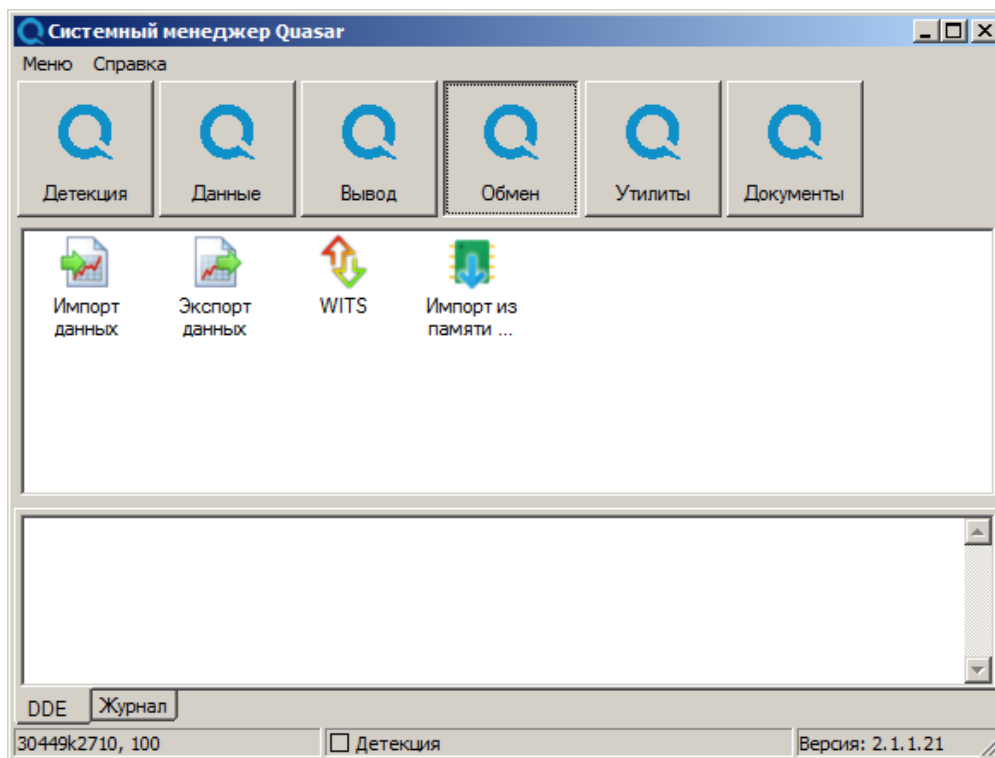 Системный менеджер Quasar
Меню Справка
Детекция Данные Вывод Обмен Утилиты Документы
Импорт данных Экспорт данных WITS Импорт из памяти ...
DDE Журнал
30449k2710, 100 Детекция Версия: 2.1.1.21